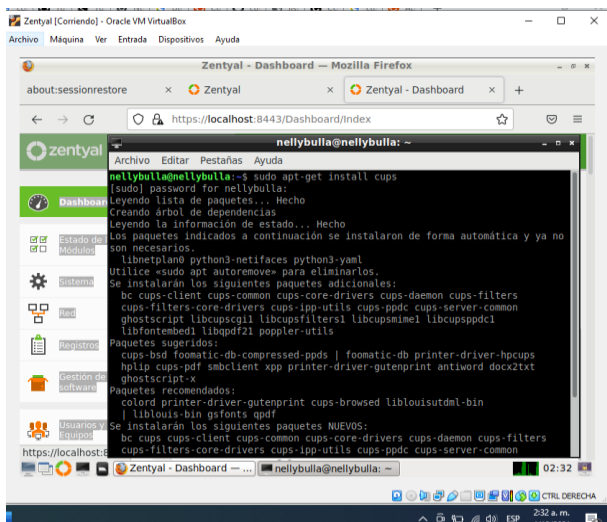 Zentyal [Corriendo] - Oracle VM VirtualBox
Archivo Máquina Ver Entrada Dispositivos Ayuda
Zentyal - Dashboard — Mozilla Firefox
about:sessionrestore × Zentyal × Zentyal - Dashboard × +
https://localhost:8443/Dashboard/Index
zentyal
nellybulla@nellybulla: ~
Archivo Editar Pestañas Ayuda
nellybulla@nellybulla:~$ sudo apt-get install cups
[sudo] password for nellybulla:
Leyendo lista de paquetes... Hecho
Creando árbol de dependencias
Leyendo la información de estado... Hecho
Los paquetes indicados a continuación se instalaron de forma automática y ya no
son necesarios.
libnetplan0 python3-netifaces python3-yaml
Utilice «sudo apt autoremove» para eliminarlos.
Se instalarán los siguientes paquetes adicionales:
bc cups-client cups-common cups-core-drivers cups-daemon cups-filters
cups-filters-core-drivers cups-ipp-utils cups-ppdc cups-server-common
ghostscript libcupscgi1 libcupsfilters1 libcupsmime1 libcupsppdc1
libfontembed1 libqpdf21 poppler-utils
Paquetes sugeridos:
cups-bsd foomatic-db-compressed-ppds | foomatic-db printer-driver-hpcups
hplip cups-pdf smbclient xpp printer-driver-gutenprint antiword docx2txt
ghostscript-x
Paquetes recomendados:
colord printer-driver-gutenprint cups-browsed liblouisutdml-bin
| liblouis-bin gsfonts qpdf
Se instalarán los siguientes paquetes NUEVOS:
bc cups cups-client cups-common cups-core-drivers cups-daemon cups-filters
cups-filters-core-drivers cups-ipp-utils cups-ppdc cups-server-common
Dashboar
Estado de
Módulos
Sistema
Red
Registros
Gestión de
software
Usuarios y
Equipos
https://localhost:8
Zentyal - Dashboard — ... nellybulla@nellybulla: ~ 02:32
CTRL DERECHA
ESP 2:32 a. m.